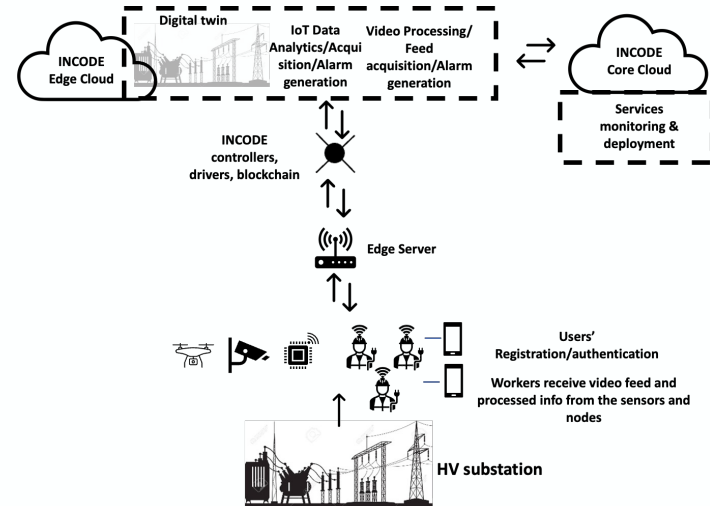 Digital twin
INCODE
Edge Cloud
IoT Data
Analytics/Acqui
sition/Alarm
generation
Video Processing/
Feed
acquisition/Alarm
generation
INCODE
Core Cloud
Services
monitoring &
deployment
INCODE
controllers,
drivers, blockchain
Edge Server
Users'
Registration/authentication
Workers receive video feed and
processed info from the sensors and
nodes
HV substation